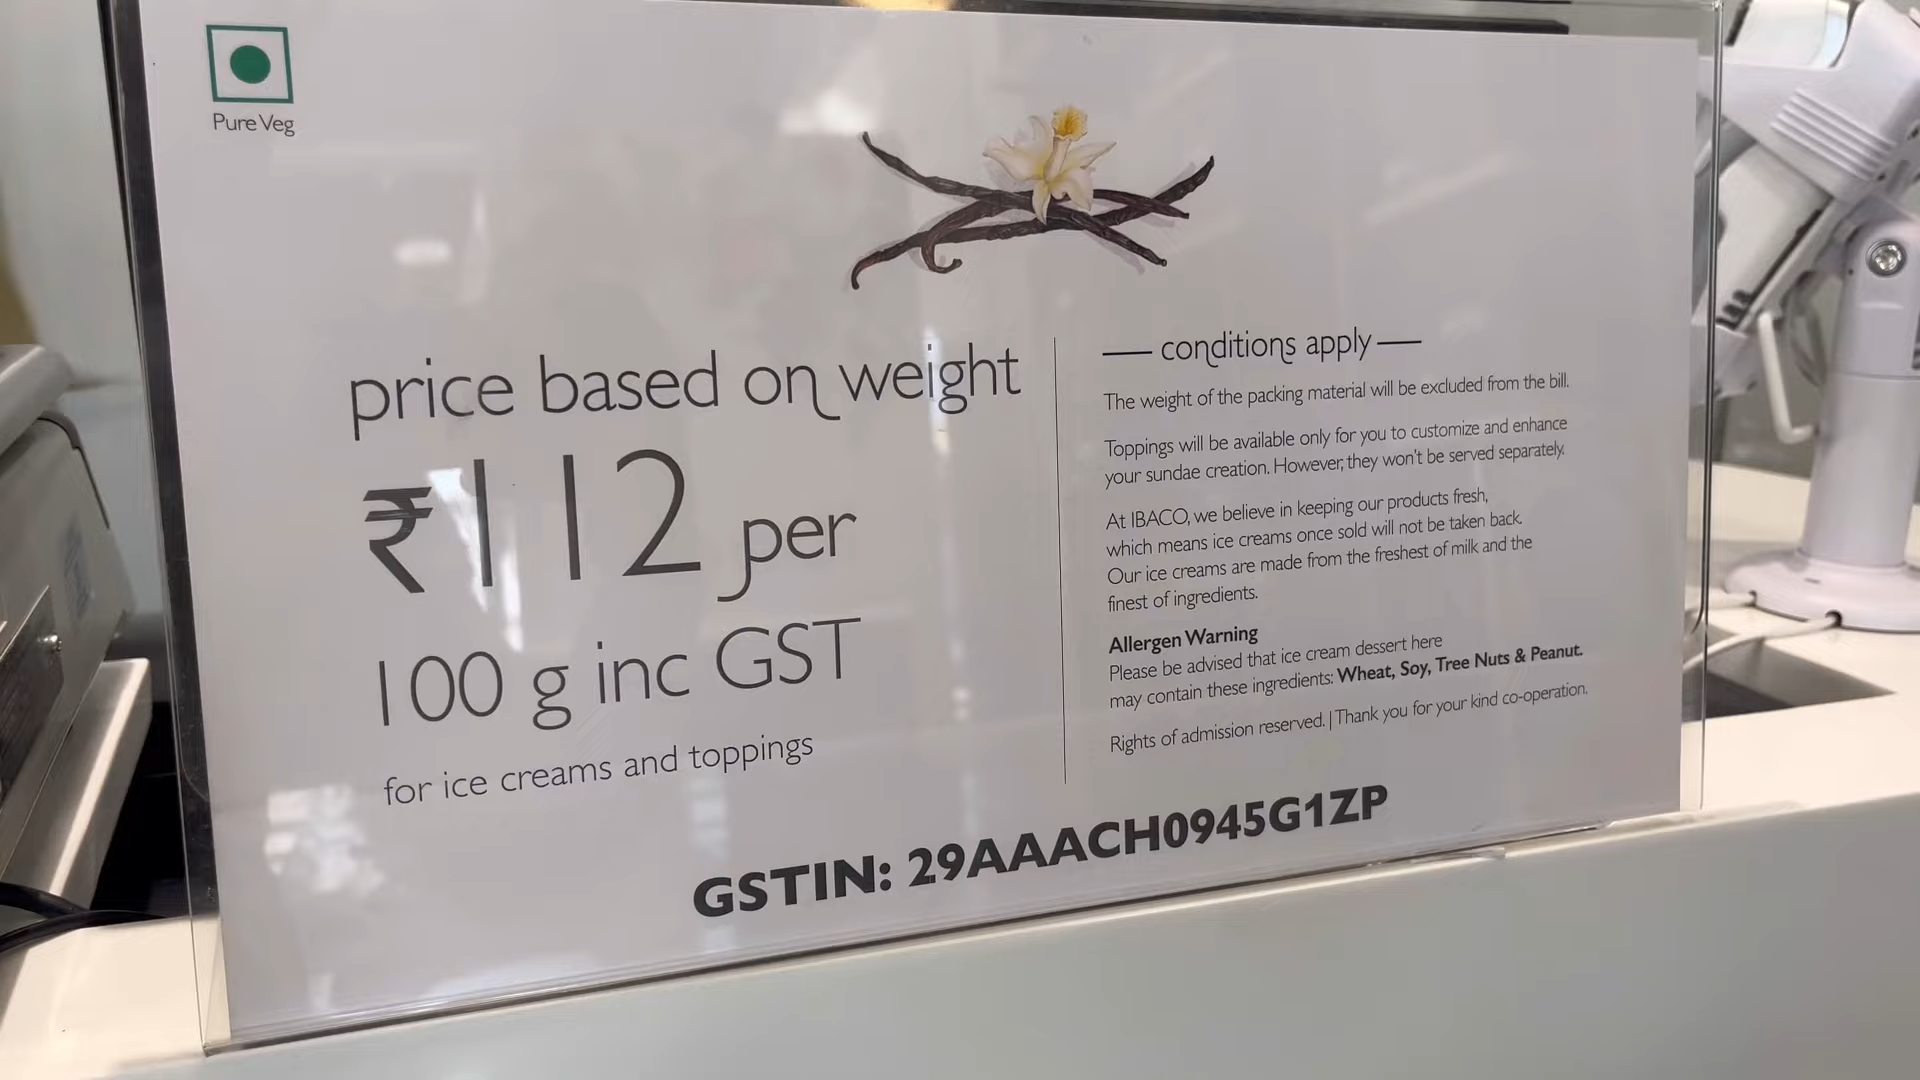 Pure Veg
price based on weight
₹112 per
100 g inc GST
for ice creams and toppings
conditions apply
The weight of the packing material will be excluded from the bill.
Toppings will be available only for you to customize and enhance
your sundae creation. However, they won't be served separately.
At IBACO, we believe in keeping our products fresh,
which means ice creams once sold will not be taken back.
Our ice creams are made from the freshest of milk and the
finest of ingredients.
Allergen Warning
Please be advised that ice cream dessert here
may contain these ingredients: Wheat, Soy, Tree Nuts & Peanut.
Rights of admission reserved. | Thank you for your kind co-operation.
GSTIN: 29AAACH0945G1ZP